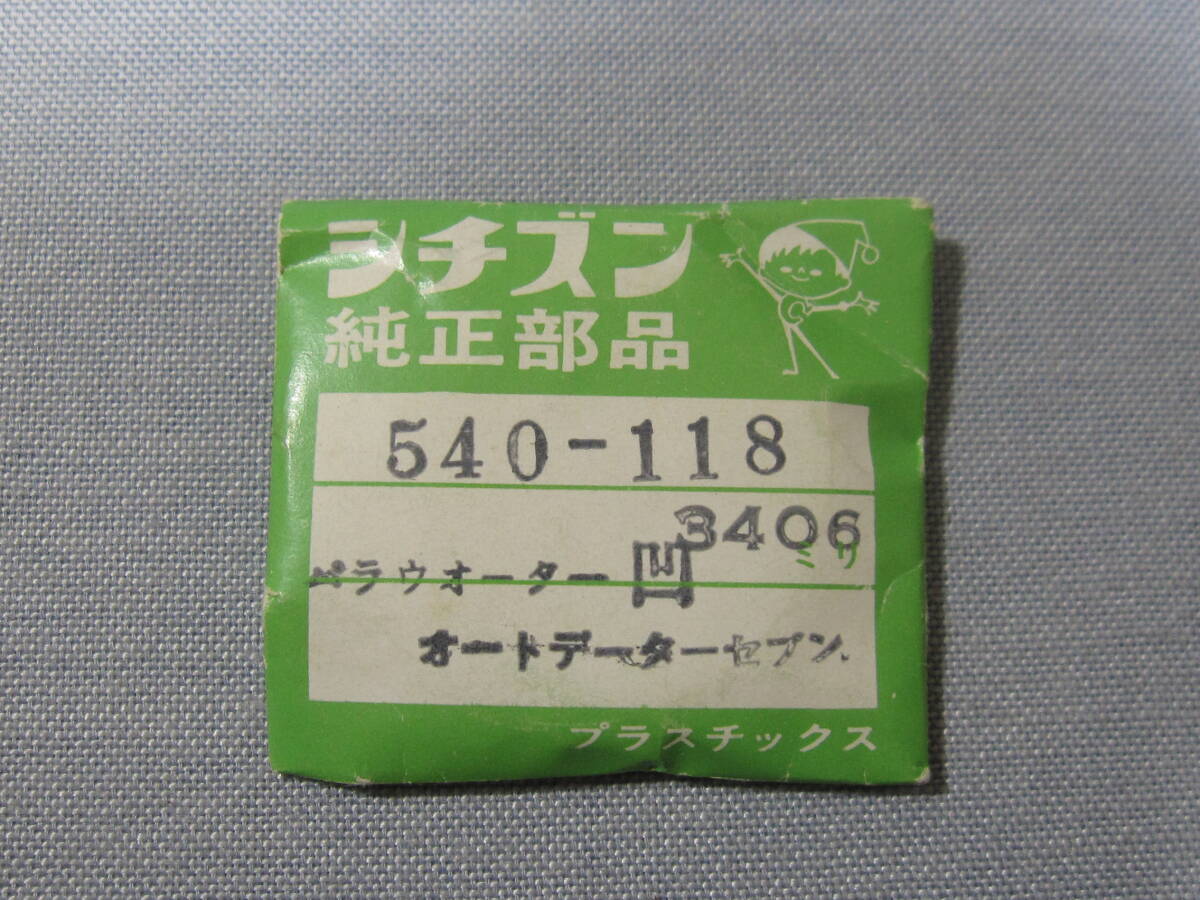 シチズン
純正部品
540-118
3406
ミリ
パラウオーター 凹
オートデーターセブン.
プラスチックス